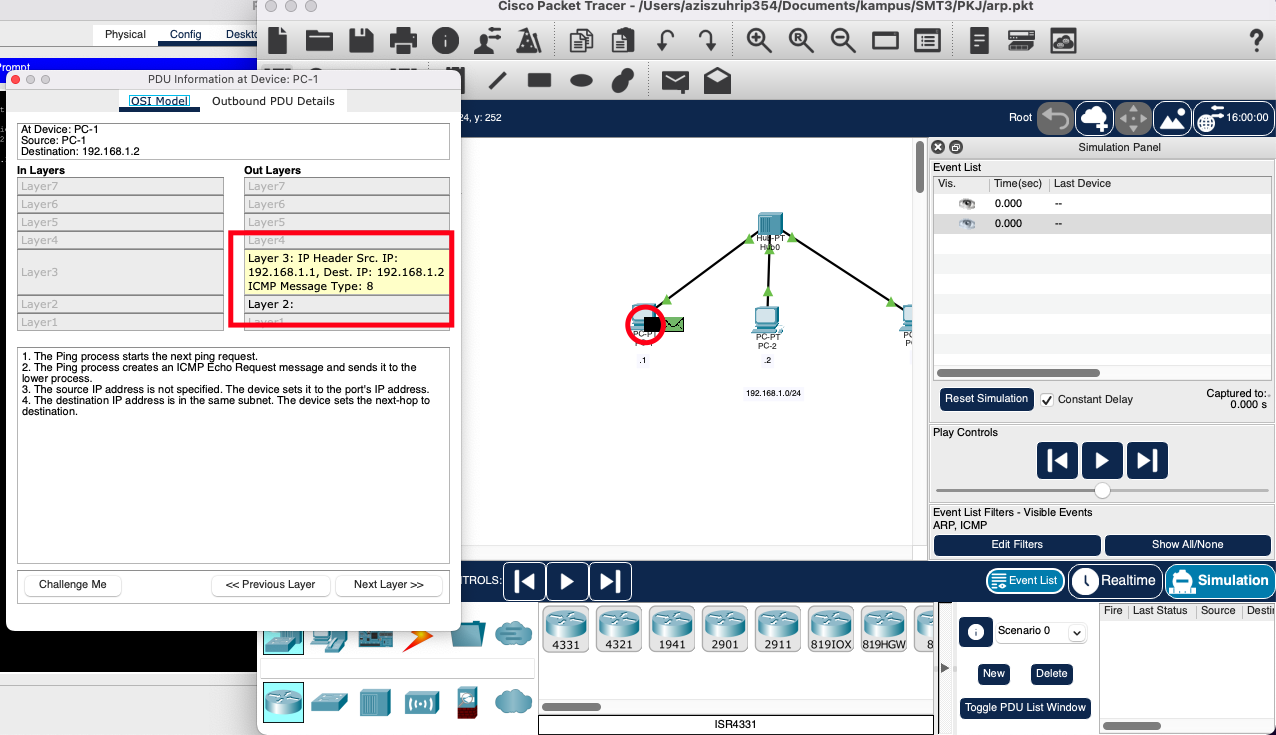 Cisco Packet Tracer - /Users/aziszuhrip354/Documents/kampus/SMT3/PKJ/arp.pkt
Physical Config Desktc
Prompt
PDU Information at Device: PC-1
OSI Model Outbound PDU Details
At Device: PC-1
Source: PC-1
Destination: 192.168.1.2
In Layers Out Layers
Layer7 Layer7
Layer6 Layer6
Layer5 Layer5
Layer4 Layer4
Layer3
Layer 3: IP Header Src. IP:
192.168.1.1, Dest. IP: 192.168.1.2
ICMP Message Type: 8
Layer2 Layer 2:
Layer1 Layer1
1. The Ping process starts the next ping request.
2. The Ping process creates an ICMP Echo Request message and sends it to the
lower process.
3. The source IP address is not specified. The device sets it to the port's IP address.
4. The destination IP address is in the same subnet. The device sets the next-hop to
destination.
Challenge Me << Previous Layer Next Layer >>
24, y: 252
Root 16:00:00
Hub-PT
Hub0
PC-PT
.1
PC-PT
PC-2
.2
192.168.1.0/24
Simulation Panel
Event List
Vis. Time(sec) Last Device
0.000 --
0.000 --
Reset Simulation Constant Delay Captured to:
0.000 s
Play Controls
Event List Filters - Visible Events
ARP, ICMP
Edit Filters Show All/None
TROLS: Event List Realtime Simulation
4331 4321 1941 2901 2911 819IOX 819HGW 8
ISR4331
Scenario 0
New Delete
Toggle PDU List Window
Fire Last Status Source Destin